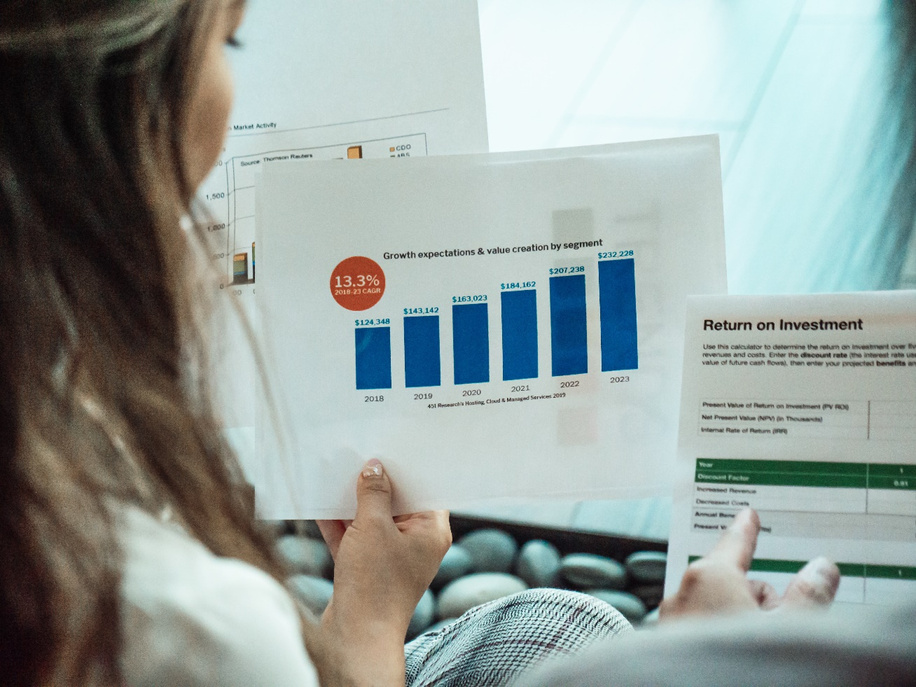 Market Activity
Source: Thomson Reuters
CDO
1,500
Growth expectations & value creation by segment
13.3%
2018-23 CAGR
$124,348
$143,142
$163,023
$184,162
$207,238
$232,228
2018
2019
2020
2021
2022
2023
451 Research's Hosting, Cloud & Managed Services 2019
Return on Investment
Use this calculator to determine the return on investment over
revenues and costs. Enter the discount rate (the interest rate
value of future cash flows), then enter your projected benefits
Present Value of Return on Investment (PV ROI)
Net Present Value (NPV) (in Thousands)
Internal Rate of Return (IRR)
Year 1
Discount Factor 0.91
Increased Revenue
Decreased Costs
Annual
Present
1